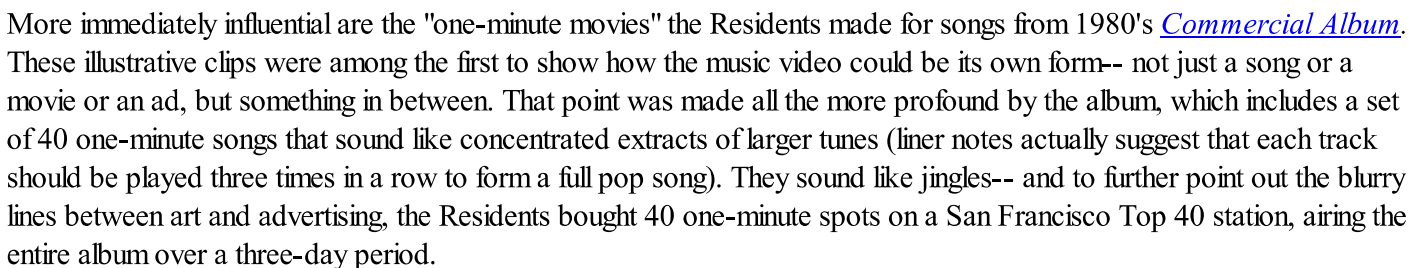 More immediately influential are the "one-minute movies" the Residents made for songs from 1980's Commercial Album.
These illustrative clips were among the first to show how the music video could be its own form-- not just a song or a
movie or an ad, but something in between. That point was made all the more profound by the album, which includes a set
of 40 one-minute songs that sound like concentrated extracts of larger tunes (liner notes actually suggest that each track
should be played three times in a row to form a full pop song). They sound like jingles-- and to further point out the blurry
lines between art and advertising, the Residents bought 40 one-minute spots on a San Francisco Top 40 station, airing the
entire album over a three-day period.